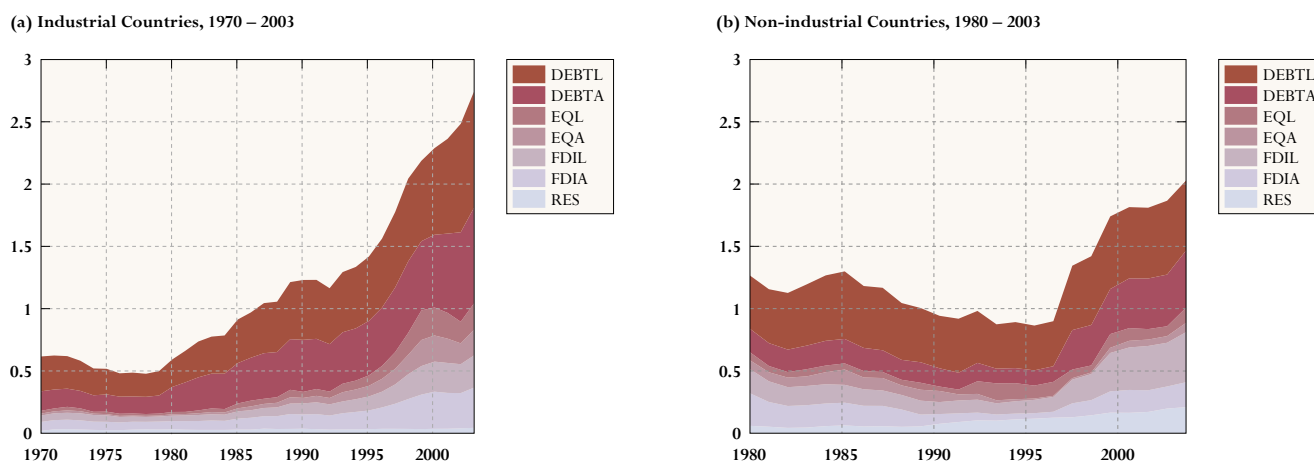 (a) Industrial Countries, 1970 – 2003
3
2.5
2
1.5
1
0.5
0
1970 1975 1980 1985 1990 1995 2000
DEBTL
DEBTA
EQL
EQA
FDIL
FDIA
RES
(b) Non-industrial Countries, 1980 – 2003
3
2.5
2
1.5
1
0.5
0
1980 1985 1990 1995 2000
DEBTL
DEBTA
EQL
EQA
FDIL
FDIA
RES